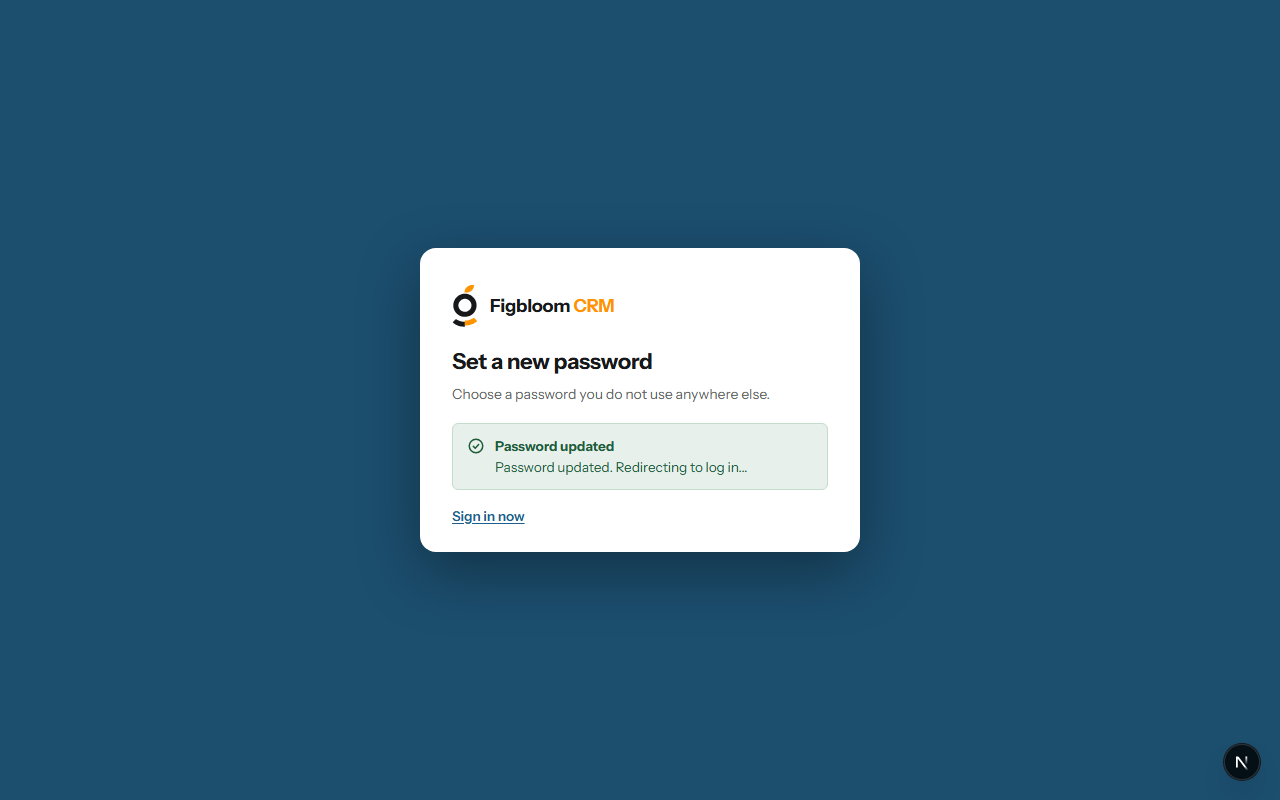 Figbloom CRM
Set a new password
Choose a password you do not use anywhere else.
Password updated
Password updated. Redirecting to log in...
Sign in now
N